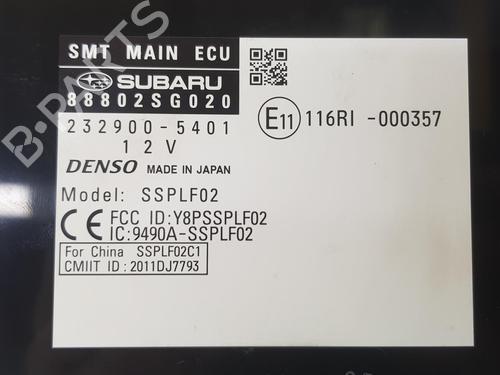 SMT MAIN ECU
SUBARU
88802SG020
232900-5401
12V
DENSO MADE IN JAPAN
Model: SSPLF02
CE FCC ID:Y8PSSPLF02
IC:9490A-SSPLF02
For China SSPLF02C1
CMIIT ID : 2011DJ7793
E11 116RI -000357
B-PARTS